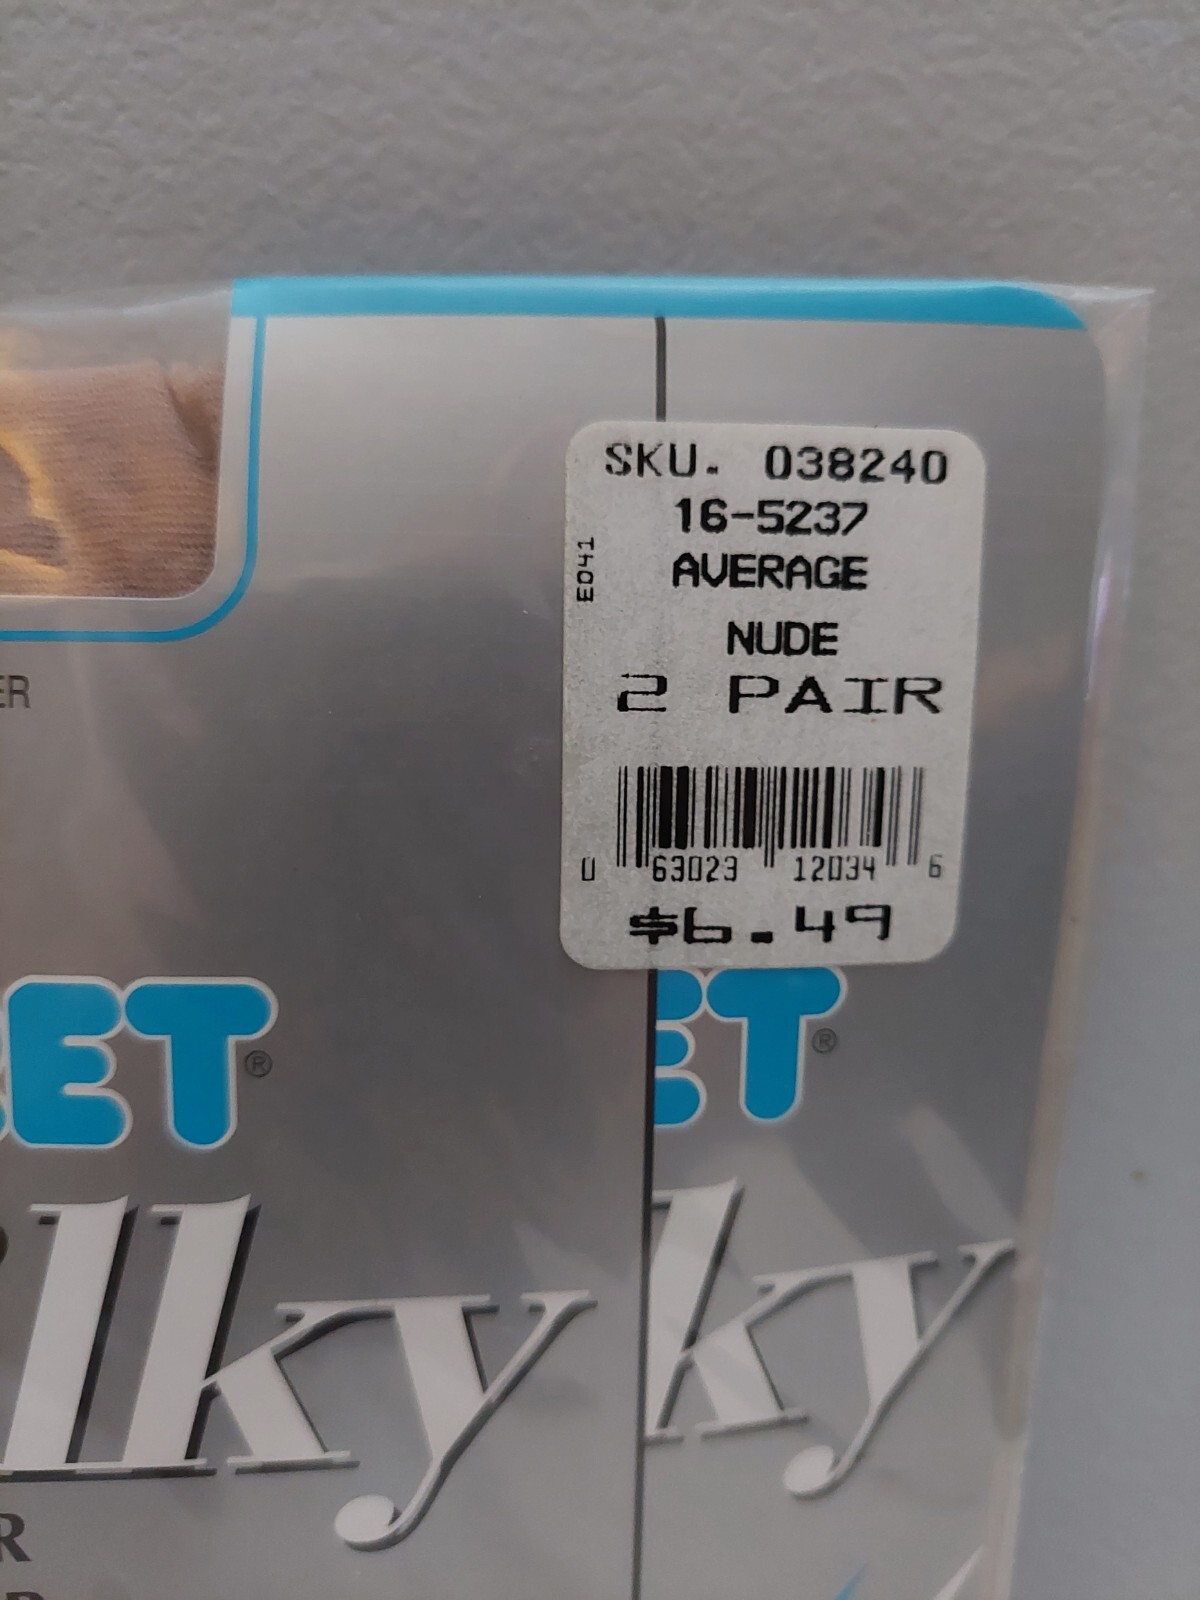 SKU. 038240
16-5237
E041
AVERAGE
NUDE
2 PAIR
0 63023 12034 6
$6.49
ER
ET®
ET®
lky
ky
R